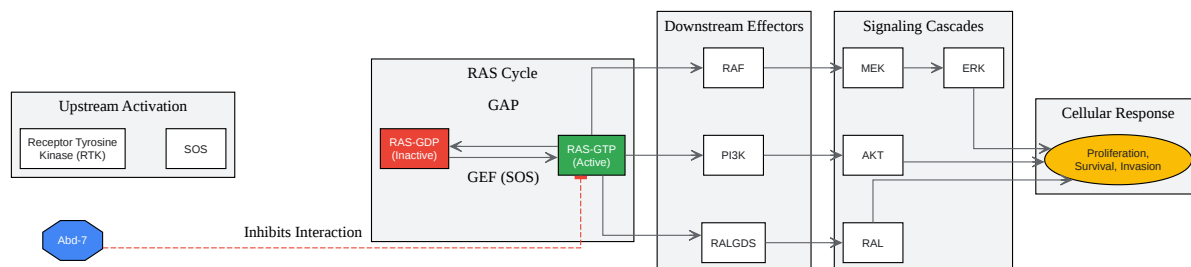 Upstream Activation
Receptor Tyrosine
Kinase (RTK)
SOS
Abd-7
Inhibits Interaction
RAS Cycle
GAP
RAS-GDP
(Inactive)
RAS-GTP
(Active)
GEF (SOS)
Downstream Effectors
RAF
PI3K
RALGDS
Signaling Cascades
MEK
ERK
AKT
RAL
Cellular Response
Proliferation,
Survival, Invasion